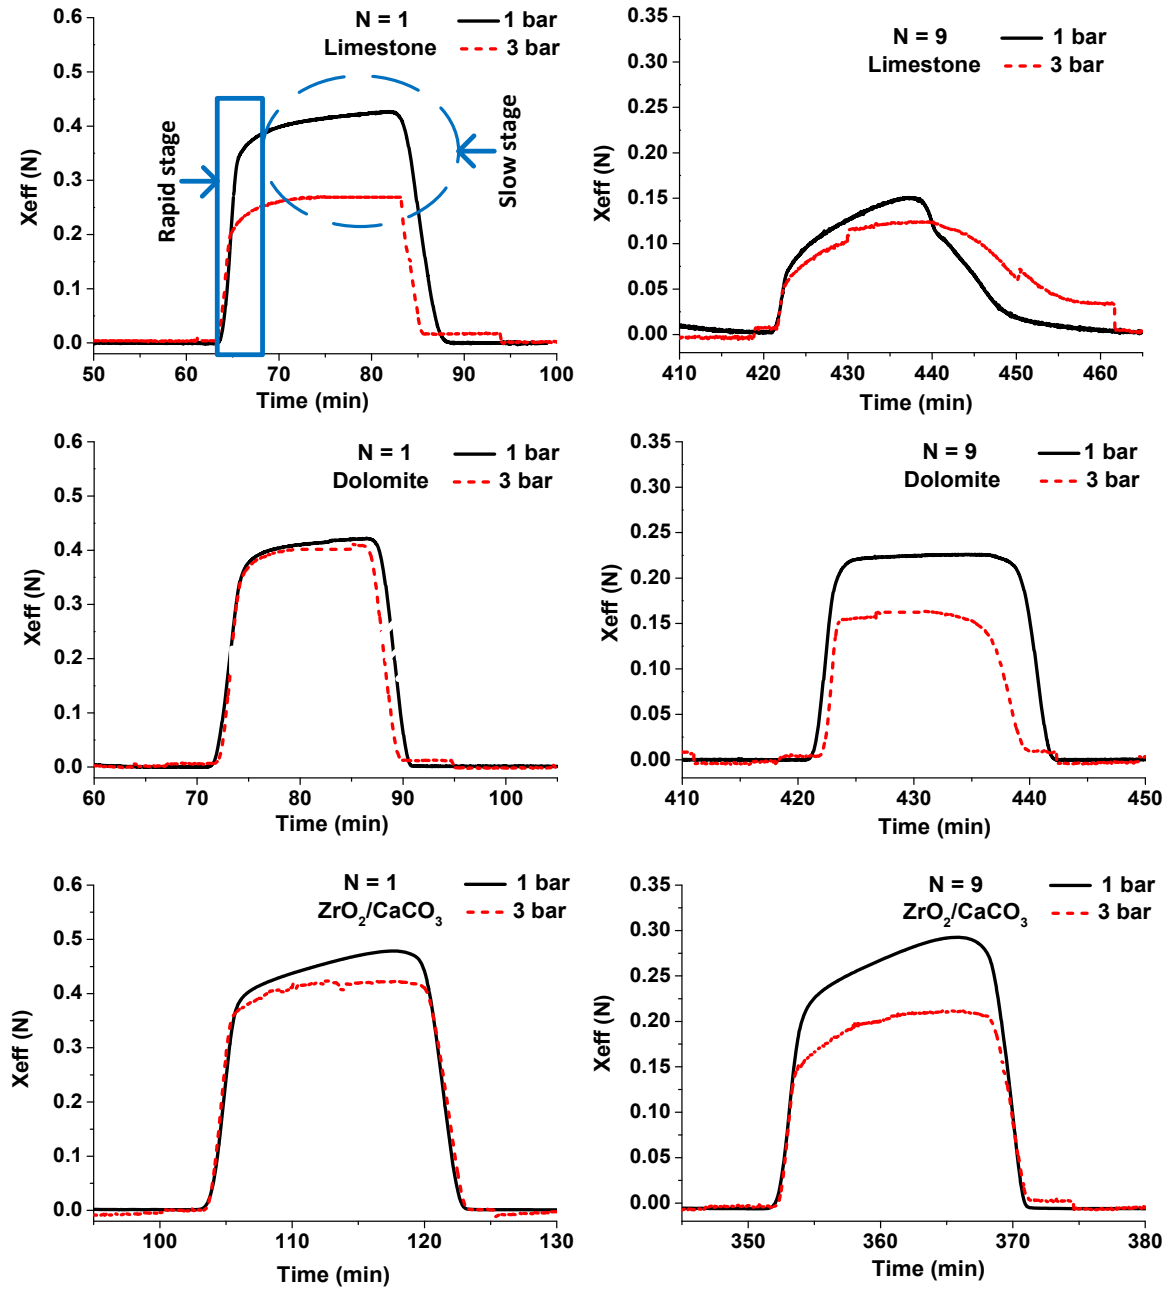 N = 1 1 bar
Limestone 3 bar
Rapid stage
Slow stage
Xeff (N)
0.6
0.5
0.4
0.3
0.2
0.1
0.0
50 60 70 80 90 100
Time (min)
N = 9 1 bar
Limestone 3 bar
Xeff (N)
0.35
0.30
0.25
0.20
0.15
0.10
0.05
0.00
410 420 430 440 450 460
Time (min)
N = 1 1 bar
Dolomite 3 bar
Xeff (N)
0.6
0.5
0.4
0.3
0.2
0.1
0.0
60 70 80 90 100
Time (min)
N = 9 1 bar
Dolomite 3 bar
Xeff (N)
0.35
0.30
0.25
0.20
0.15
0.10
0.05
0.00
410 420 430 440 450
Time (min)
N = 1 1 bar
ZrO₂/CaCO₃ 3 bar
Xeff (N)
0.6
0.5
0.4
0.3
0.2
0.1
0.0
100 110 120 130
Time (min)
N = 9 1 bar
ZrO₂/CaCO₃ 3 bar
Xeff (N)
0.35
0.30
0.25
0.20
0.15
0.10
0.05
0.00
350 360 370 380
Time (min)